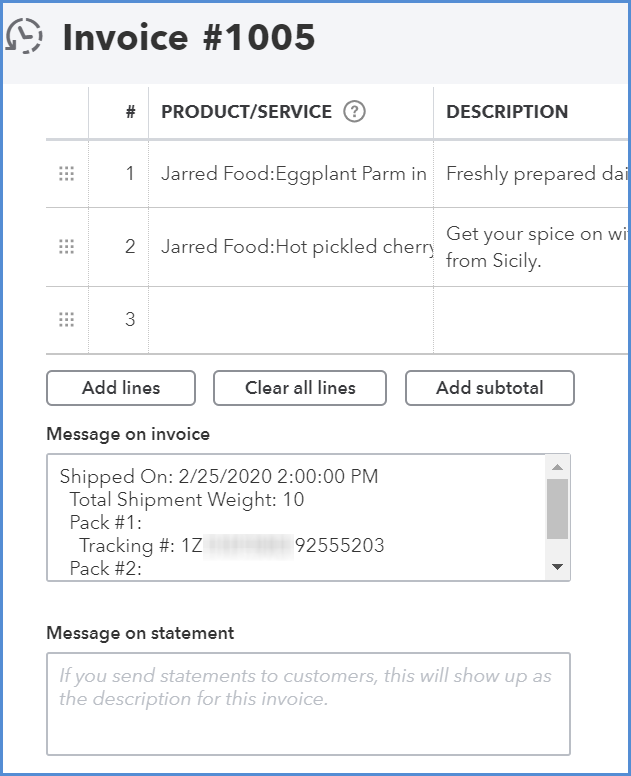 Invoice #1005
# PRODUCT/SERVICE ? DESCRIPTION
1 Jarred Food:Eggplant Parm in Freshly prepared dai
2 Jarred Food:Hot pickled cherry Get your spice on wi
from Sicily.
3
Add lines Clear all lines Add subtotal
Message on invoice
Shipped On: 2/25/2020 2:00:00 PM
Total Shipment Weight: 10
Pack #1:
Tracking #: 1Z 92555203
Pack #2:
Message on statement
If you send statements to customers, this will show up as
the description for this invoice.